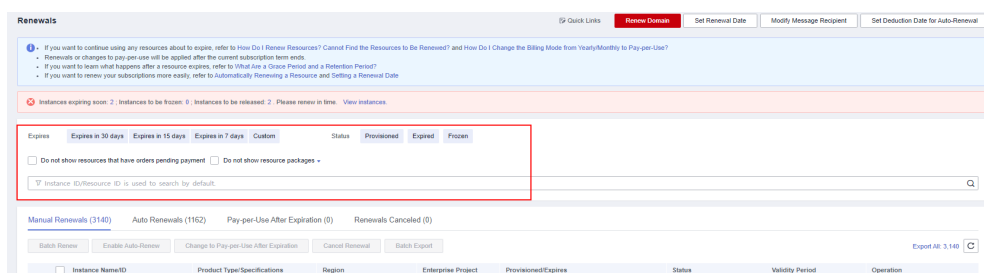 Renewals
Quick Links Renew Domain Set Renewal Date Modify Message Recipient Set Deduction Date for Auto-Renewal
If you want to continue using any resources about to expire, refer to How Do I Renew Resources? Cannot Find the Resources to Be Renewed? and How Do I Change the Billing Mode from Yearly/Monthly to Pay-per-Use?
Renewals or changes to pay-per-use will be applied after the current subscription term ends.
If you want to learn what happens after a resource expires, refer to What Are a Grace Period and a Retention Period?
If you want to renew your subscriptions more easily, refer to Automatically Renewing a Resource and Setting a Renewal Date
Instances expiring soon: 2 ; Instances to be frozen: 0 ; Instances to be released: 2 . Please renew in time. View instances.
Expires Expires in 30 days Expires in 15 days Expires in 7 days Custom Status Provisioned Expired Frozen
Do not show resources that have orders pending payment Do not show resource packages
Instance ID/Resource ID is used to search by default.
Manual Renewals (3140) Auto Renewals (1162) Pay-per-Use After Expiration (0) Renewals Canceled (0)
Batch Renew Enable Auto-Renew Change to Pay-per-Use After Expiration Cancel Renewal Batch Export Export All: 3,140
Instance Name/ID Product Type/Specifications Region Enterprise Project Provisioned/Expires Status Validity Period Operation